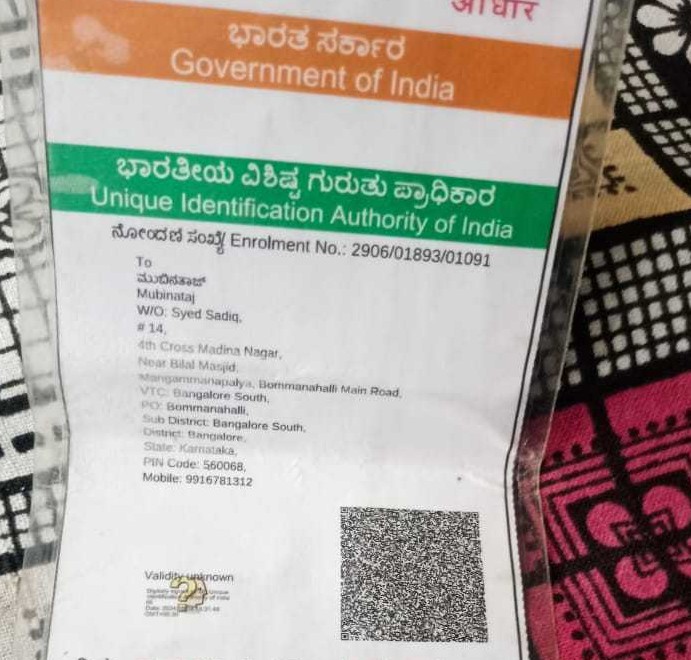 आधार
ಭಾರತ ಸರ್ಕಾರ
Government of India
ಭಾರತೀಯ ವಿಶಿಷ್ಟ ಗುರುತು ಪ್ರಾಧಿಕಾರ
Unique Identification Authority of India
ನೋಂದಣಿ ಸಂಖ್ಯೆ/ Enrolment No.: 2906/01893/01091
To
ಮುಬಿನತಾಜ್
Mubinataj
W/O: Syed Sadiq,
# 14,
4th Cross Madina Nagar,
Near Bilal Masjid,
Mangammanapalya, Bommanahalli Main Road,
VTC: Bangalore South,
PO: Bommanahalli,
Sub District: Bangalore South,
District: Bangalore,
State: Karnataka,
PIN Code: 560068,
Mobile: 9916781312
Validity unknown